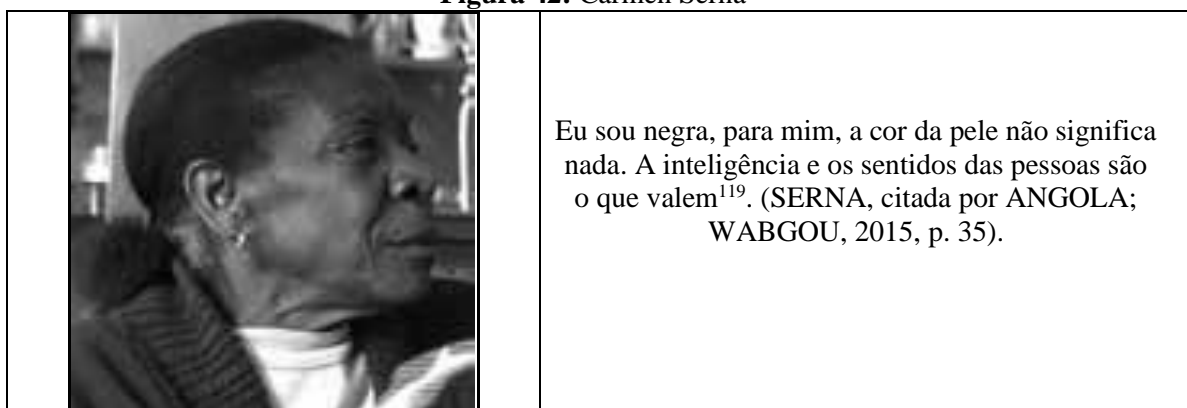 Figura 42: Carmen Serna
Eu sou negra, para mim, a cor da pele não significa
nada. A inteligência e os sentidos das pessoas são
o que valem119. (SERNA, citada por ANGOLA;
WABGOU, 2015, p. 35).